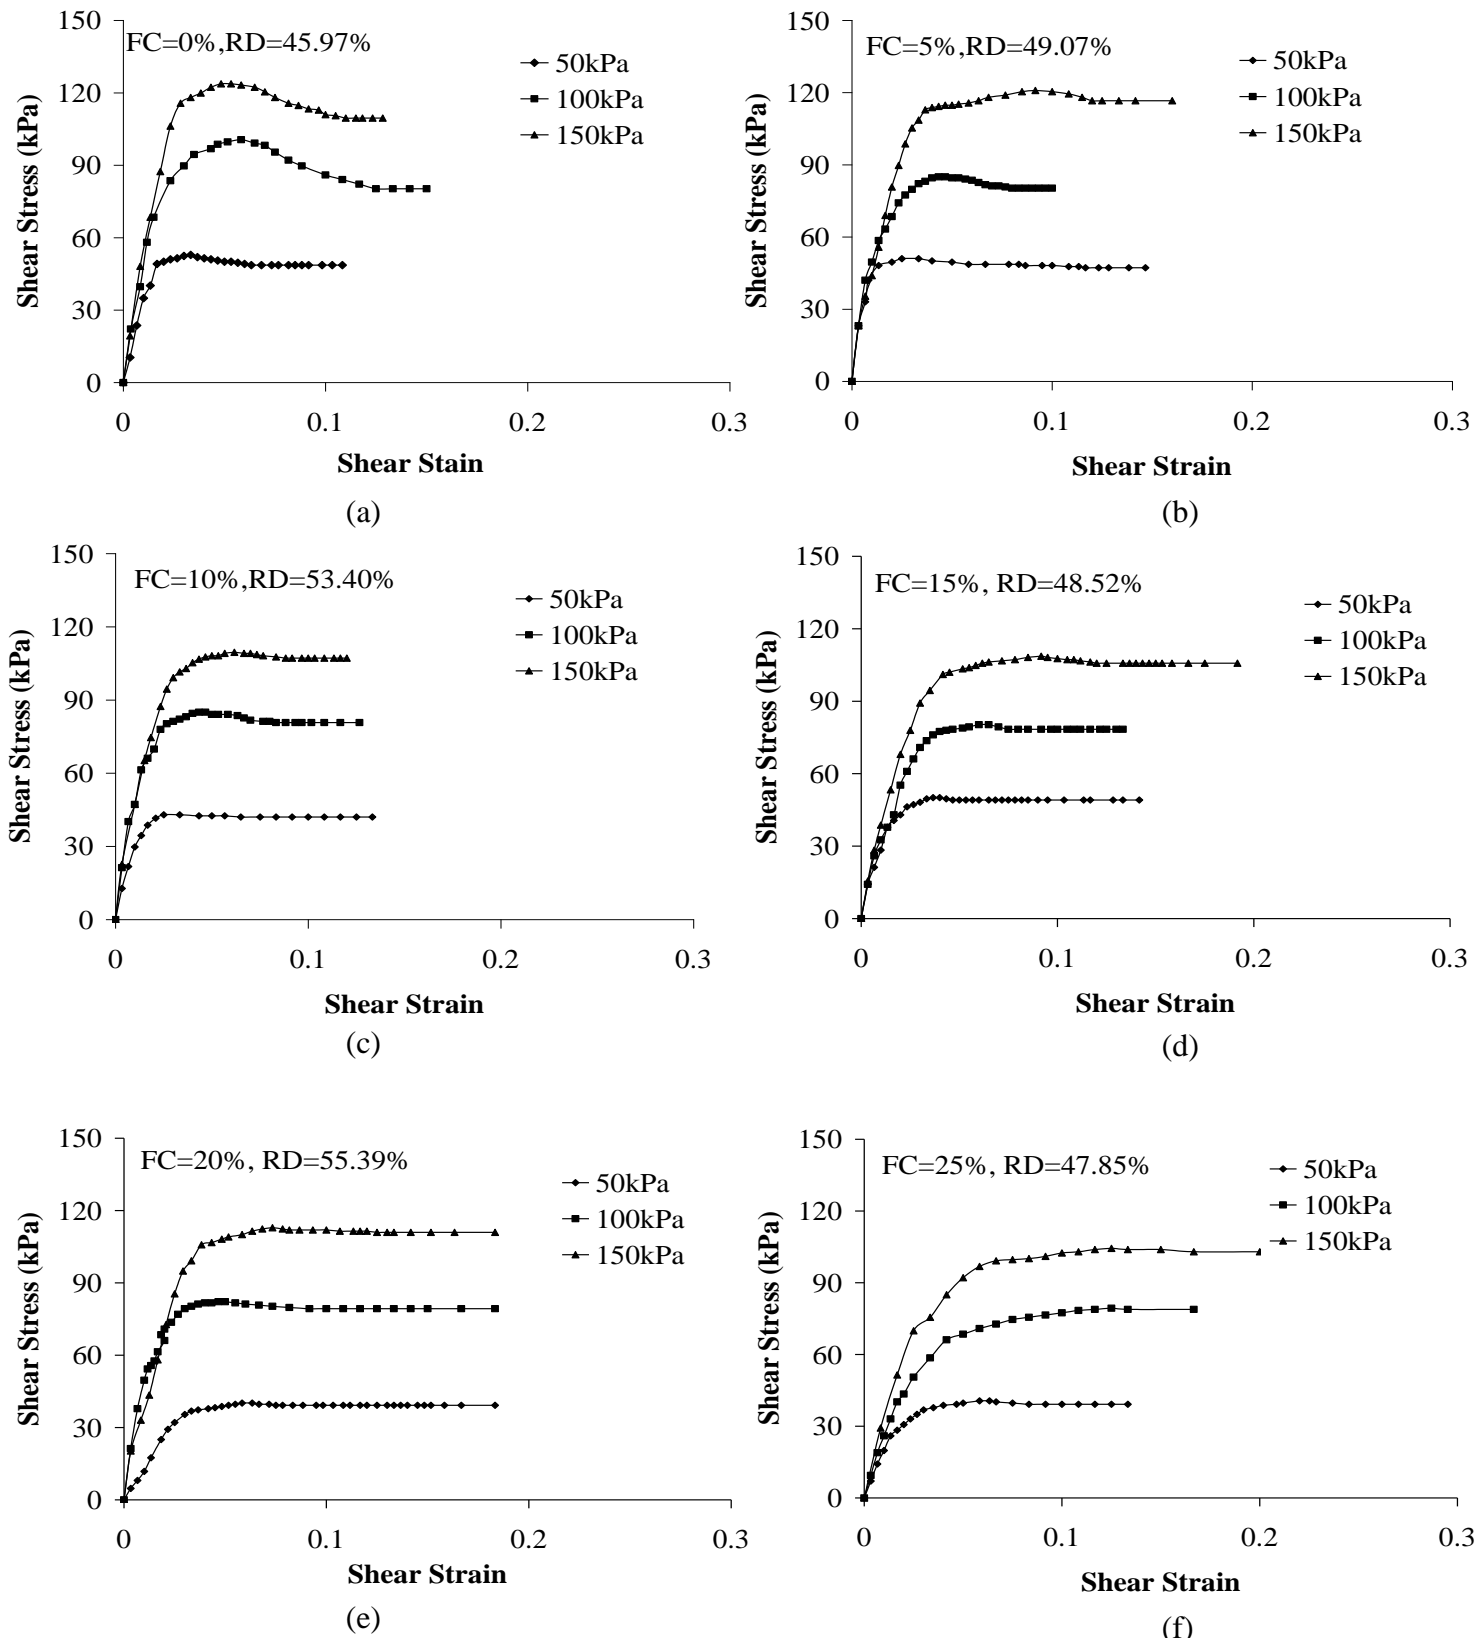 FC=0%,RD=45.97%
50kPa
100kPa
150kPa
Shear Stress (kPa)
150
120
90
60
30
0
0 0.1 0.2 0.3
Shear Stain
(a)
FC=5%,RD=49.07%
50kPa
100kPa
150kPa
Shear Stress (kPa)
150
120
90
60
30
0
0 0.1 0.2 0.3
Shear Strain
(b)
FC=10%,RD=53.40%
50kPa
100kPa
150kPa
Shear Stress (kPa)
150
120
90
60
30
0
0 0.1 0.2 0.3
Shear Strain
(c)
FC=15%, RD=48.52%
50kPa
100kPa
150kPa
Shear Stress (kPa)
150
120
90
60
30
0
0 0.1 0.2 0.3
Shear Strain
(d)
FC=20%, RD=55.39%
50kPa
100kPa
150kPa
Shear Stress (kPa)
150
120
90
60
30
0
0 0.1 0.2 0.3
Shear Strain
(e)
FC=25%, RD=47.85%
50kPa
100kPa
150kPa
Shear Stress (kPa)
150
120
90
60
30
0
0 0.1 0.2 0.3
Shear Strain
(f)